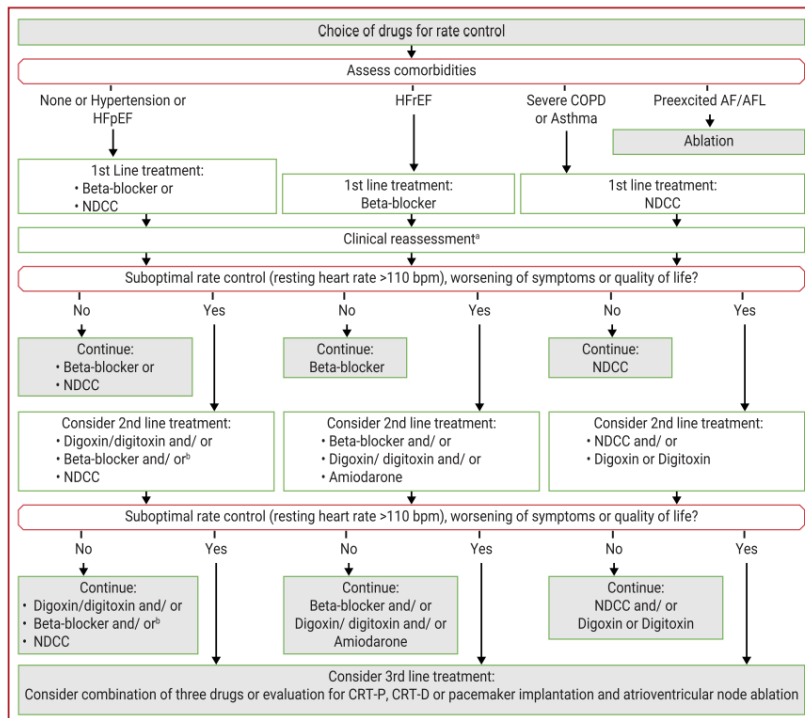 Choice of drugs for rate control
Assess comorbidities
None or Hypertension or
HFpEF
HFrEF
Severe COPD
or Asthma
Preexcited AF/AFL
Ablation
1st Line treatment:
• Beta-blocker or
• NDCC
1st line treatment:
Beta-blocker
1st line treatment:
NDCC
Clinical reassessmentᵃ
Suboptimal rate control (resting heart rate >110 bpm), worsening of symptoms or quality of life?
No Yes No Yes No Yes
Continue:
• Beta-blocker or
• NDCC
Continue:
Beta-blocker
Continue:
NDCC
Consider 2nd line treatment:
• Digoxin/digitoxin and/ or
• Beta-blocker and/ orᵇ
• NDCC
Consider 2nd line treatment:
• Beta-blocker and/ or
• Digoxin/ digitoxin and/ or
• Amiodarone
Consider 2nd line treatment:
• NDCC and/ or
• Digoxin or Digitoxin
Suboptimal rate control (resting heart rate >110 bpm), worsening of symptoms or quality of life?
No Yes No Yes No Yes
Continue:
• Digoxin/digitoxin and/ or
• Beta-blocker and/ orᵇ
• NDCC
Continue:
Beta-blocker and/ or
Digoxin/ digitoxin and/ or
Amiodarone
Continue:
NDCC and/ or
Digoxin or Digitoxin
Consider 3rd line treatment:
Consider combination of three drugs or evaluation for CRT-P, CRT-D or pacemaker implantation and atrioventricular node ablation